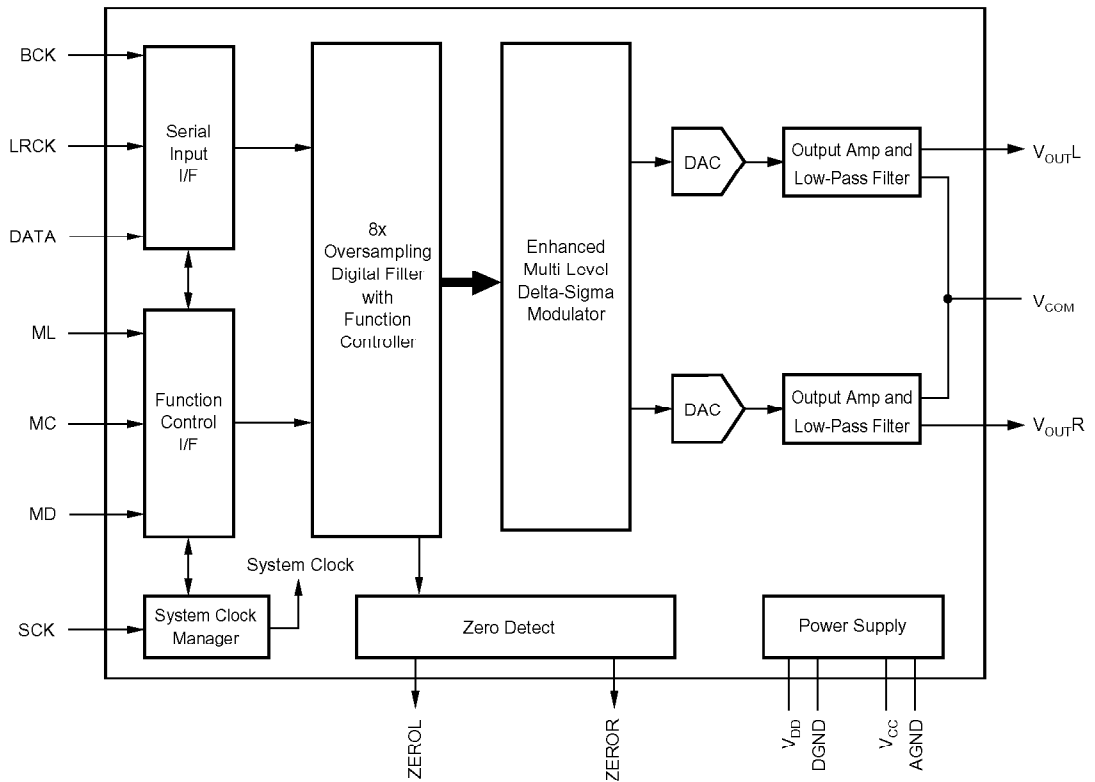 BCK
LRCK
DATA
Serial
Input
I/F
ML
MC
MD
Function
Control
I/F
SCK
System Clock
Manager
System Clock
8x
Oversampling
Digital Filter
with
Function
Controller
Enhanced
Multi Level
Delta-Sigma
Modulator
DAC
Output Amp and
Low-Pass Filter
VOUTL
VCOM
DAC
Output Amp and
Low-Pass Filter
VOUTR
Zero Detect
Power Supply
ZEROL
ZEROR
VDD
DGND
VCC
AGND